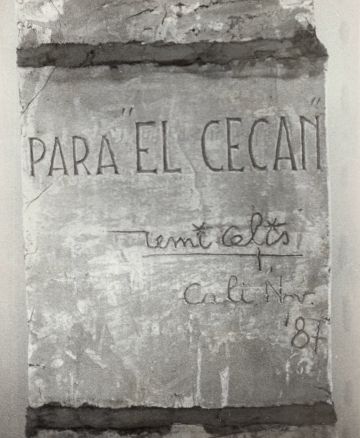 PARA "EL CECAN"
Cali Nov.
87